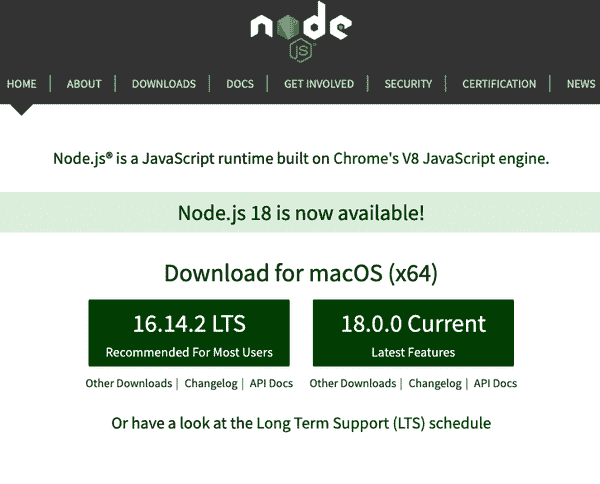 node
JS
HOME | ABOUT | DOWNLOADS | DOCS | GET INVOLVED | SECURITY | CERTIFICATION | NEWS
Node.js® is a JavaScript runtime built on Chrome's V8 JavaScript engine.
Node.js 18 is now available!
Download for macOS (x64)
16.14.2 LTS 18.0.0 Current
Recommended For Most Users Latest Features
Other Downloads | Changelog | API Docs Other Downloads | Changelog | API Docs
Or have a look at the Long Term Support (LTS) schedule